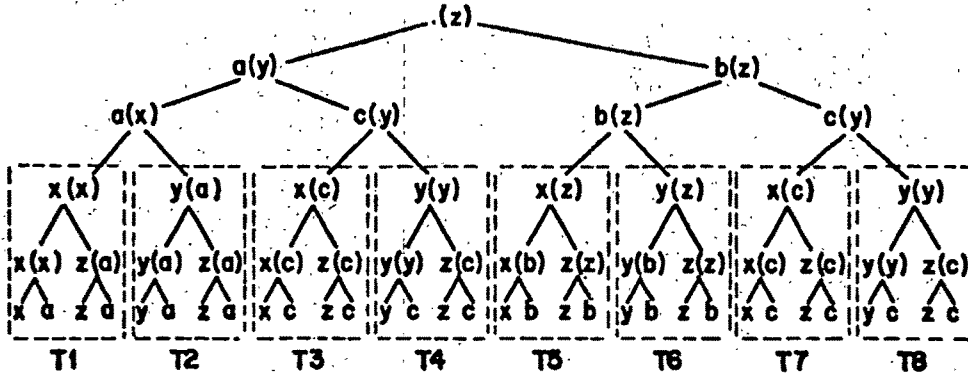 .(z)
a(y) b(z)
a(x) c(y) b(z) c(y)
x(x) y(a) x(c) y(y) x(z) y(z) x(c) y(y)
x(x) z(a) y(a) z(a) x(c) z(c) y(y) z(c) x(b) z(z) y(b) z(z) x(c) z(c) y(y) z(c)
x a z a y a z a x c z c y c z c x b z b y b z b x c z c y c z c
T1 T2 T3 T4 T5 T6 T7 T8